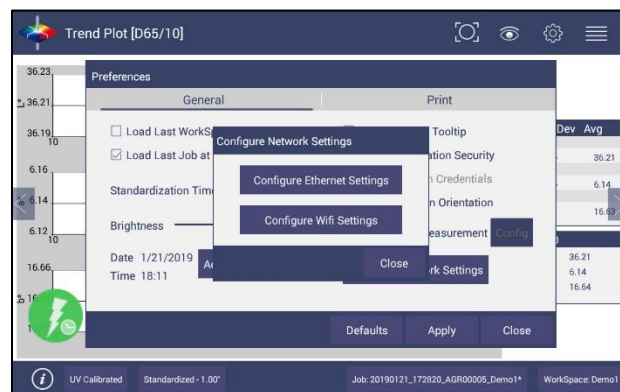 Trend Plot [D65/10]
36.23
L* 36.21
36.19
10
6.16
6.14
6.12
10
16.66
b*
Preferences
General Print
Load Last WorkSp Tooltip
Load Last Job at ation Security
Credentials
Standardization Tim n Orientation
Brightness easurement Config
Date 1/21/2019
Time 18:11
rk Settings
Defaults Apply Close
Configure Network Settings
Configure Ethernet Settings
Configure Wifi Settings
Close
Dev Avg
36.21
6.14
16.63
36.21
6.14
16.64
UV Calibrated Standardized - 1.00" Job: 20190121_172820_AGR00005_Demo1* WorkSpace: Demo1